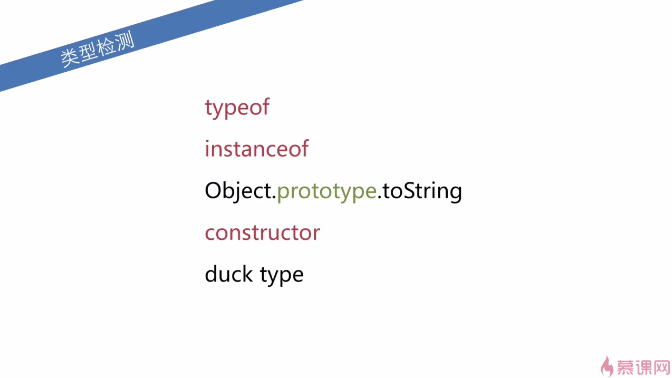 类型检测
typeof
instanceof
Object.prototype.toString
constructor
duck type
慕课网